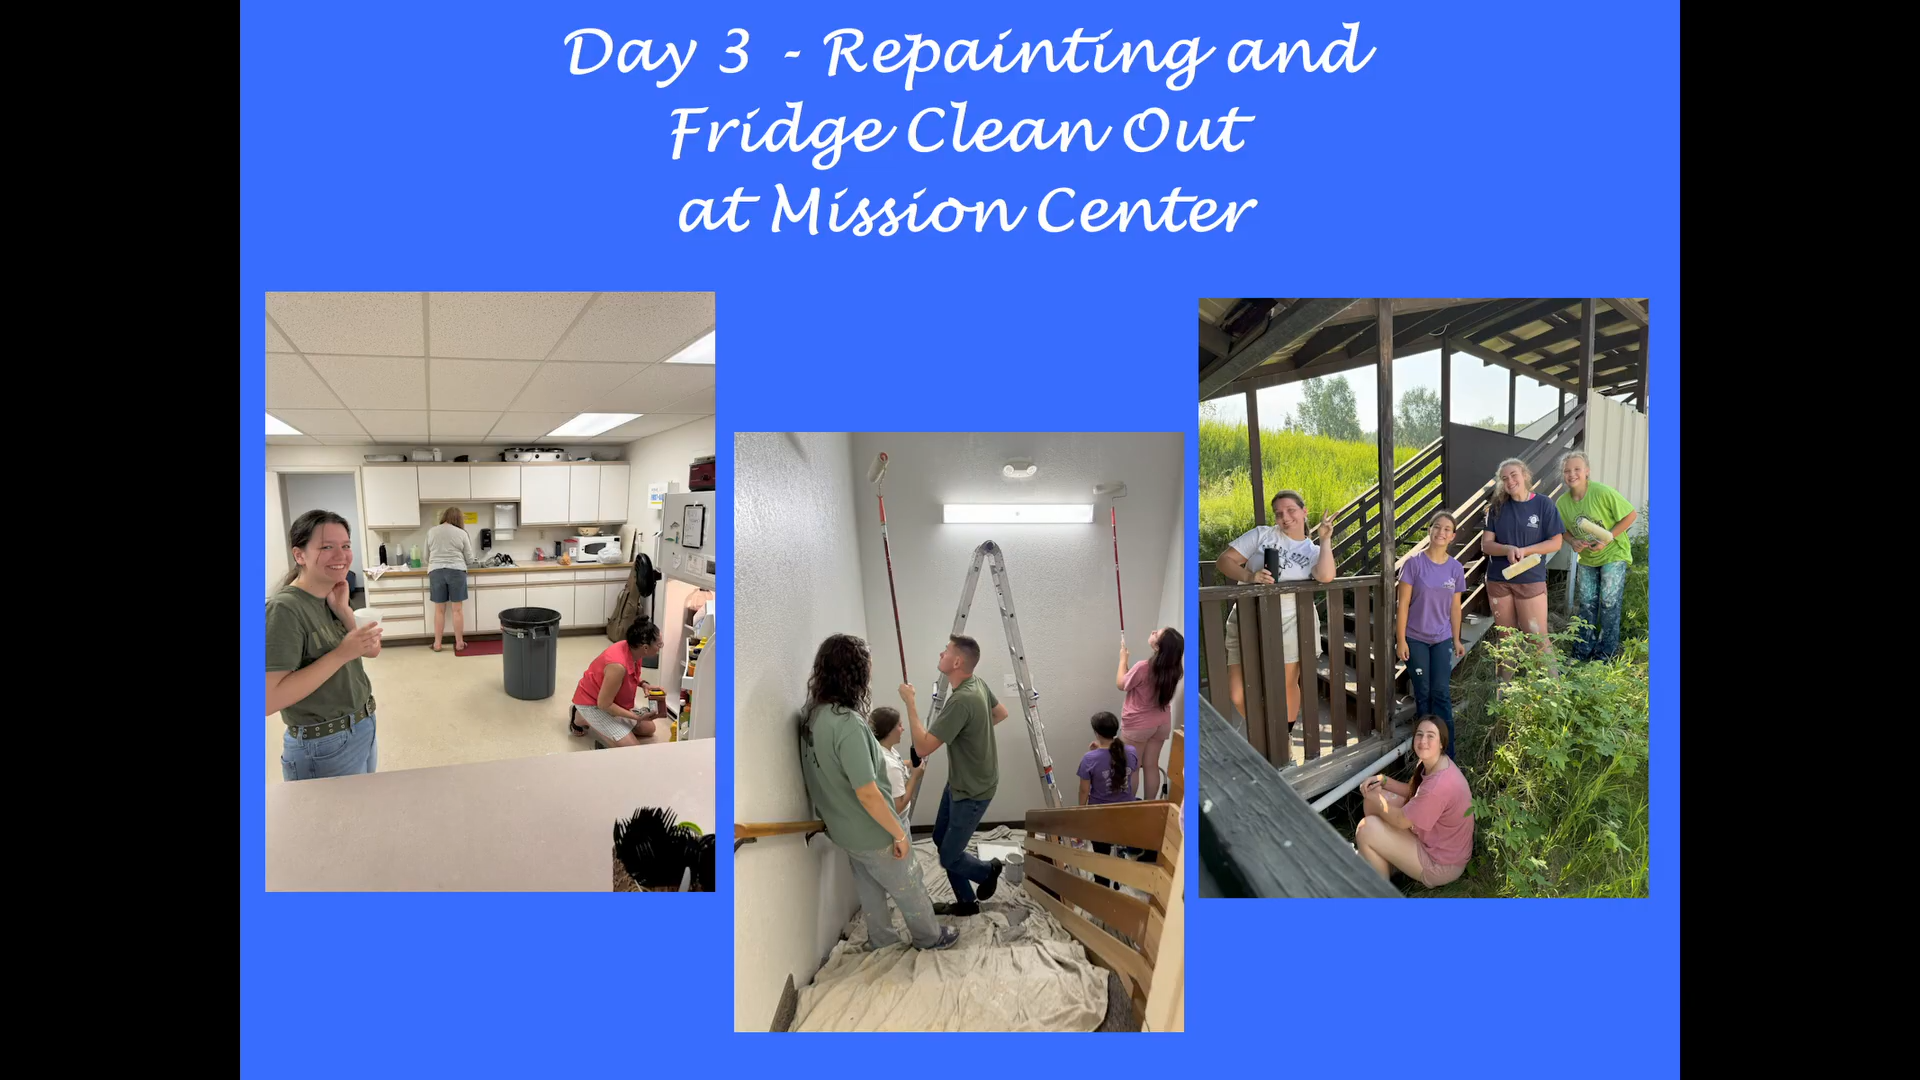 Day 3 - Repainting and
Fridge Clean Out
at Mission Center